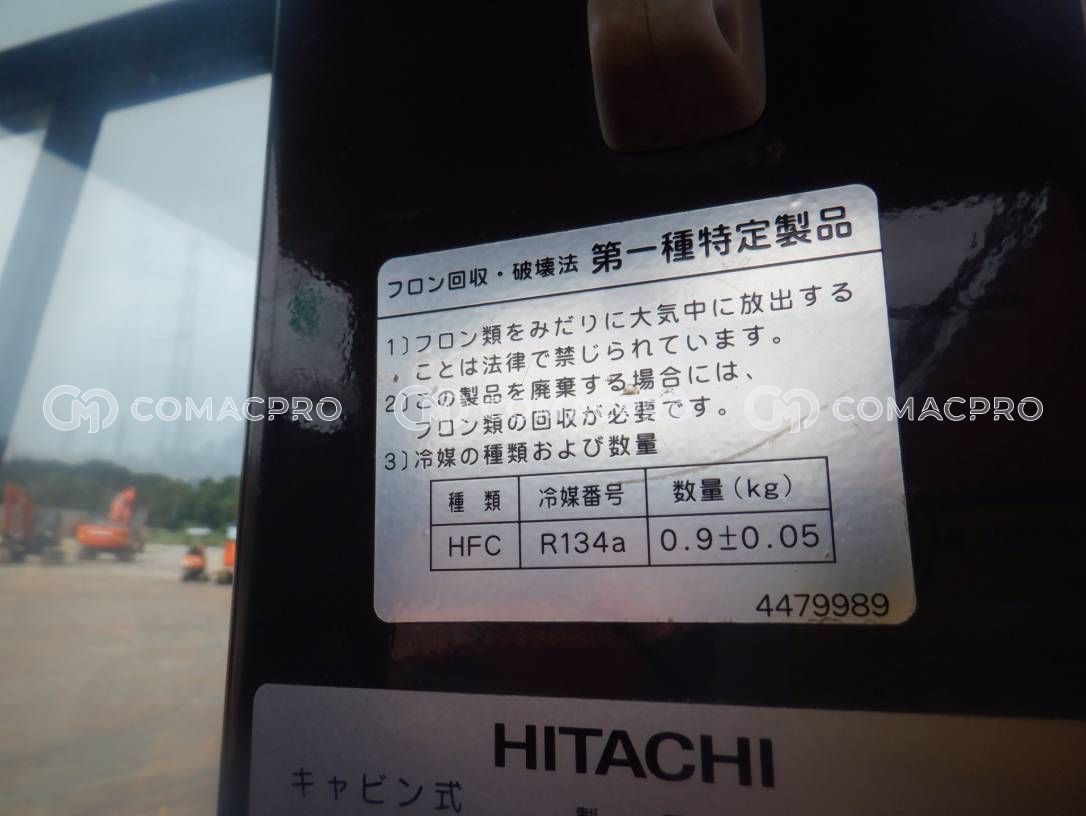 フロン回収・破壊法 第一種特定製品
1)フロン類をみだりに大気中に放出する
ことは法律で禁じられています。
2)この製品を廃棄する場合には、
フロン類の回収が必要です。
3)冷媒の種類および数量
種類 冷媒番号 数量(kg)
HFC R134a 0.9±0.05
4479989
CM COMACPRO CM COMACPRO CM COMACPRO
HITACHI
キャビン式